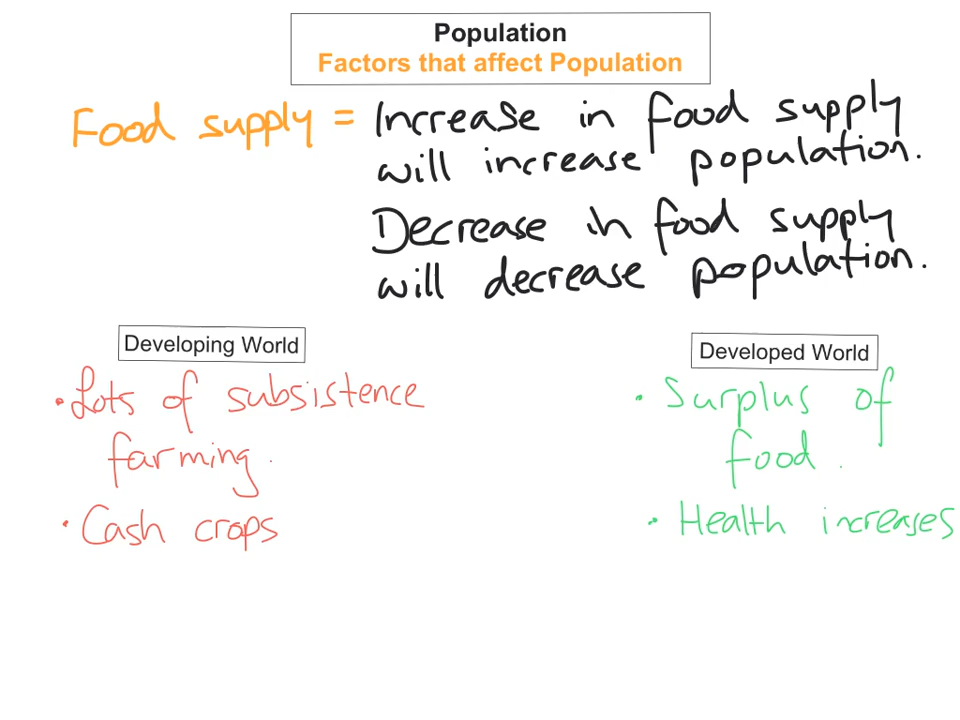 Population
Factors that affect Population
Food supply = Increase in food supply
will increase population.
Decrease in food supply
will decrease population.
Developing World
• Lots of subsistence
farming.
• Cash crops
Developed World
• Surplus of
food.
• Health increases